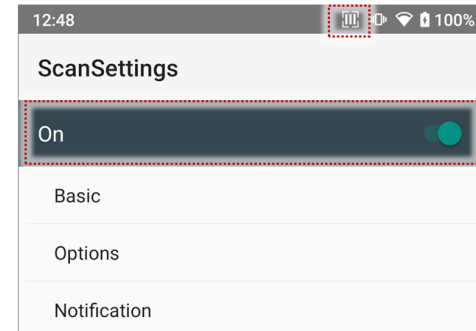 12:48 100%
ScanSettings
On
Basic
Options
Notification